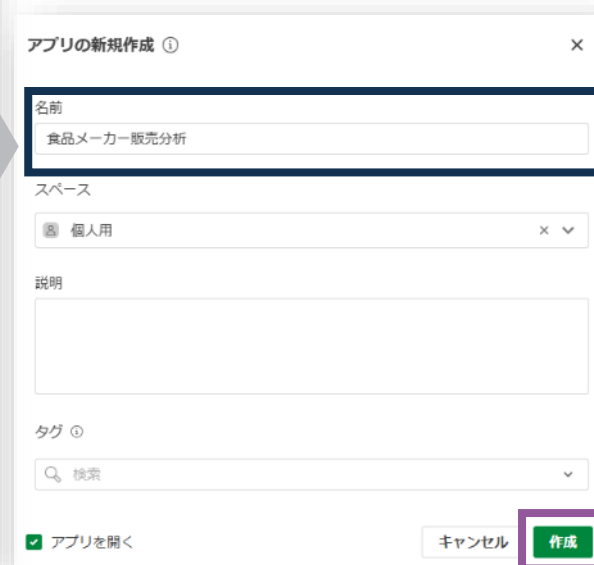 アプリの新規作成
名前
食品メーカー販売分析
スペース
個人用
説明
タグ
検索
アプリを開く
キャンセル
作成